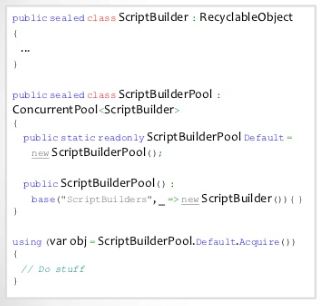 public sealed class ScriptBuilder : RecyclableObject
{
...
}
public sealed class ScriptBuilderPool :
ConcurrentPool<ScriptBuilder>
{
public static readonly ScriptBuilderPool Default =
new ScriptBuilderPool();
public ScriptBuilderPool() :
base("ScriptBuilders", _ => new ScriptBuilder()) { }
}
using (var obj = ScriptBuilderPool.Default.Acquire())
{
// Do stuff
}